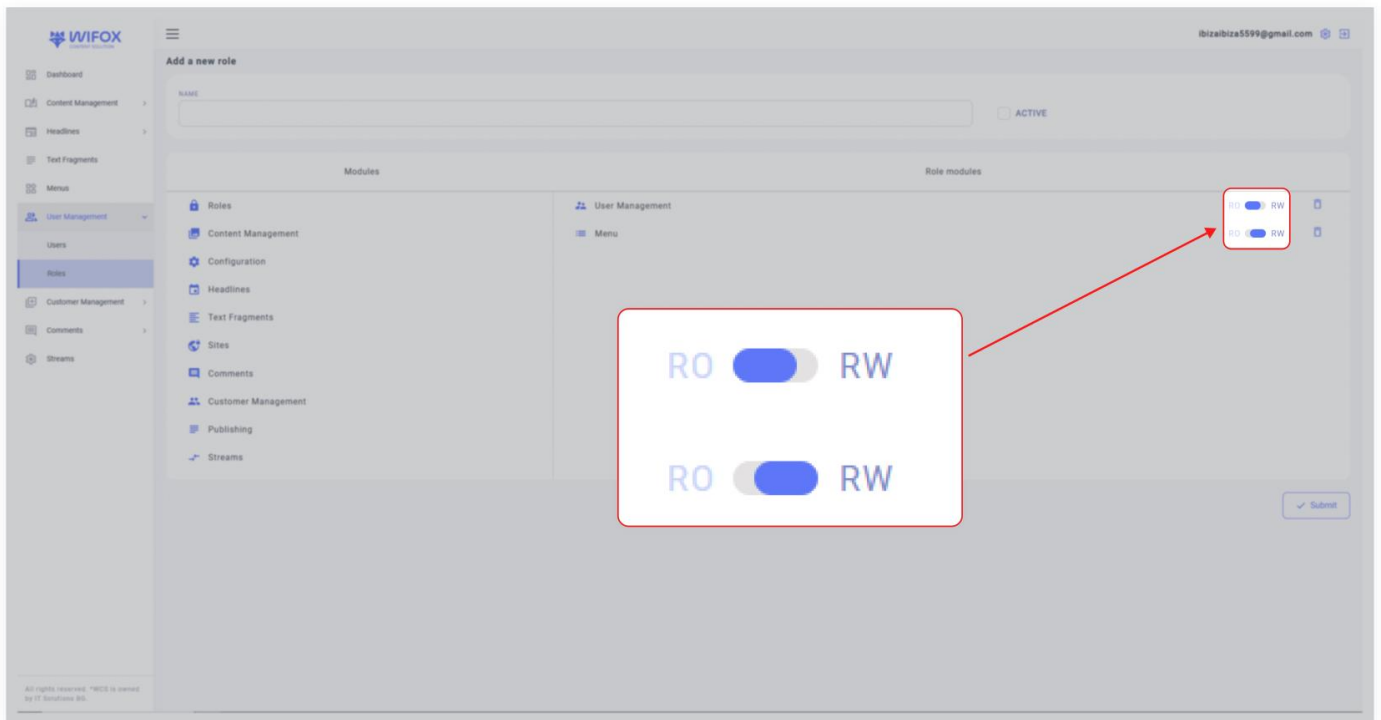 WIFOX
CONTENT SOLUTION
ibizaibiza5599@gmail.com
Dashboard
Content Management
Headlines
Text Fragments
Menus
User Management
Users
Roles
Customer Management
Comments
Streams
Add a new role
NAME
ACTIVE
Modules
Role modules
Roles
Content Management
Configuration
Headlines
Text Fragments
Sites
Comments
Customer Management
Publishing
Streams
User Management
RO RW
Menu
RO RW
RO RW
RO RW
Submit
All rights reserved. *WCS is owned
by IT Solutions BG.